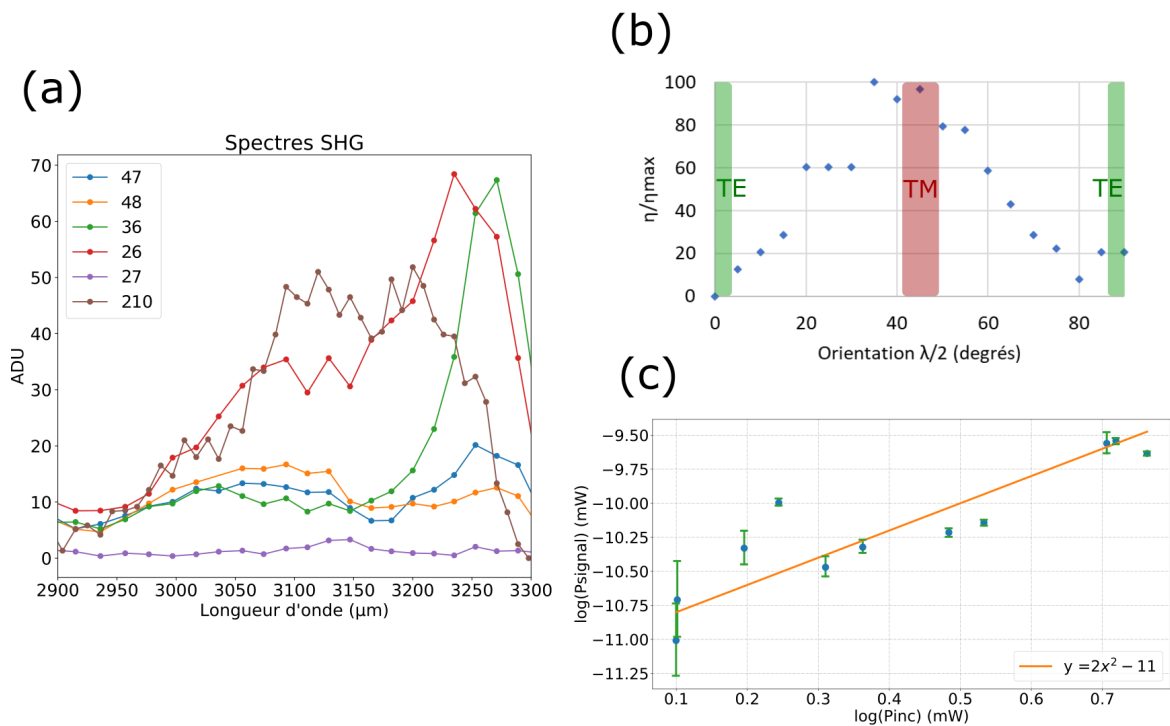 (a)
Spectres SHG
70
60
50
40
30
20
10
0
ADU
47
48
36
26
27
210
2900 2950 3000 3050 3100 3150 3200 3250 3300
Longueur d'onde (μm)
(b)
100
80
60
40
20
0
η/ηmax
TE
TM
TE
0 20 40 60 80
Orientation λ/2 (degrés)
(c)
−9.50
−9.75
−10.00
−10.25
−10.50
−10.75
−11.00
−11.25
log(Psignal) (mW)
y =2x² − 11
0.1 0.2 0.3 0.4 0.5 0.6 0.7
log(Pinc) (mW)